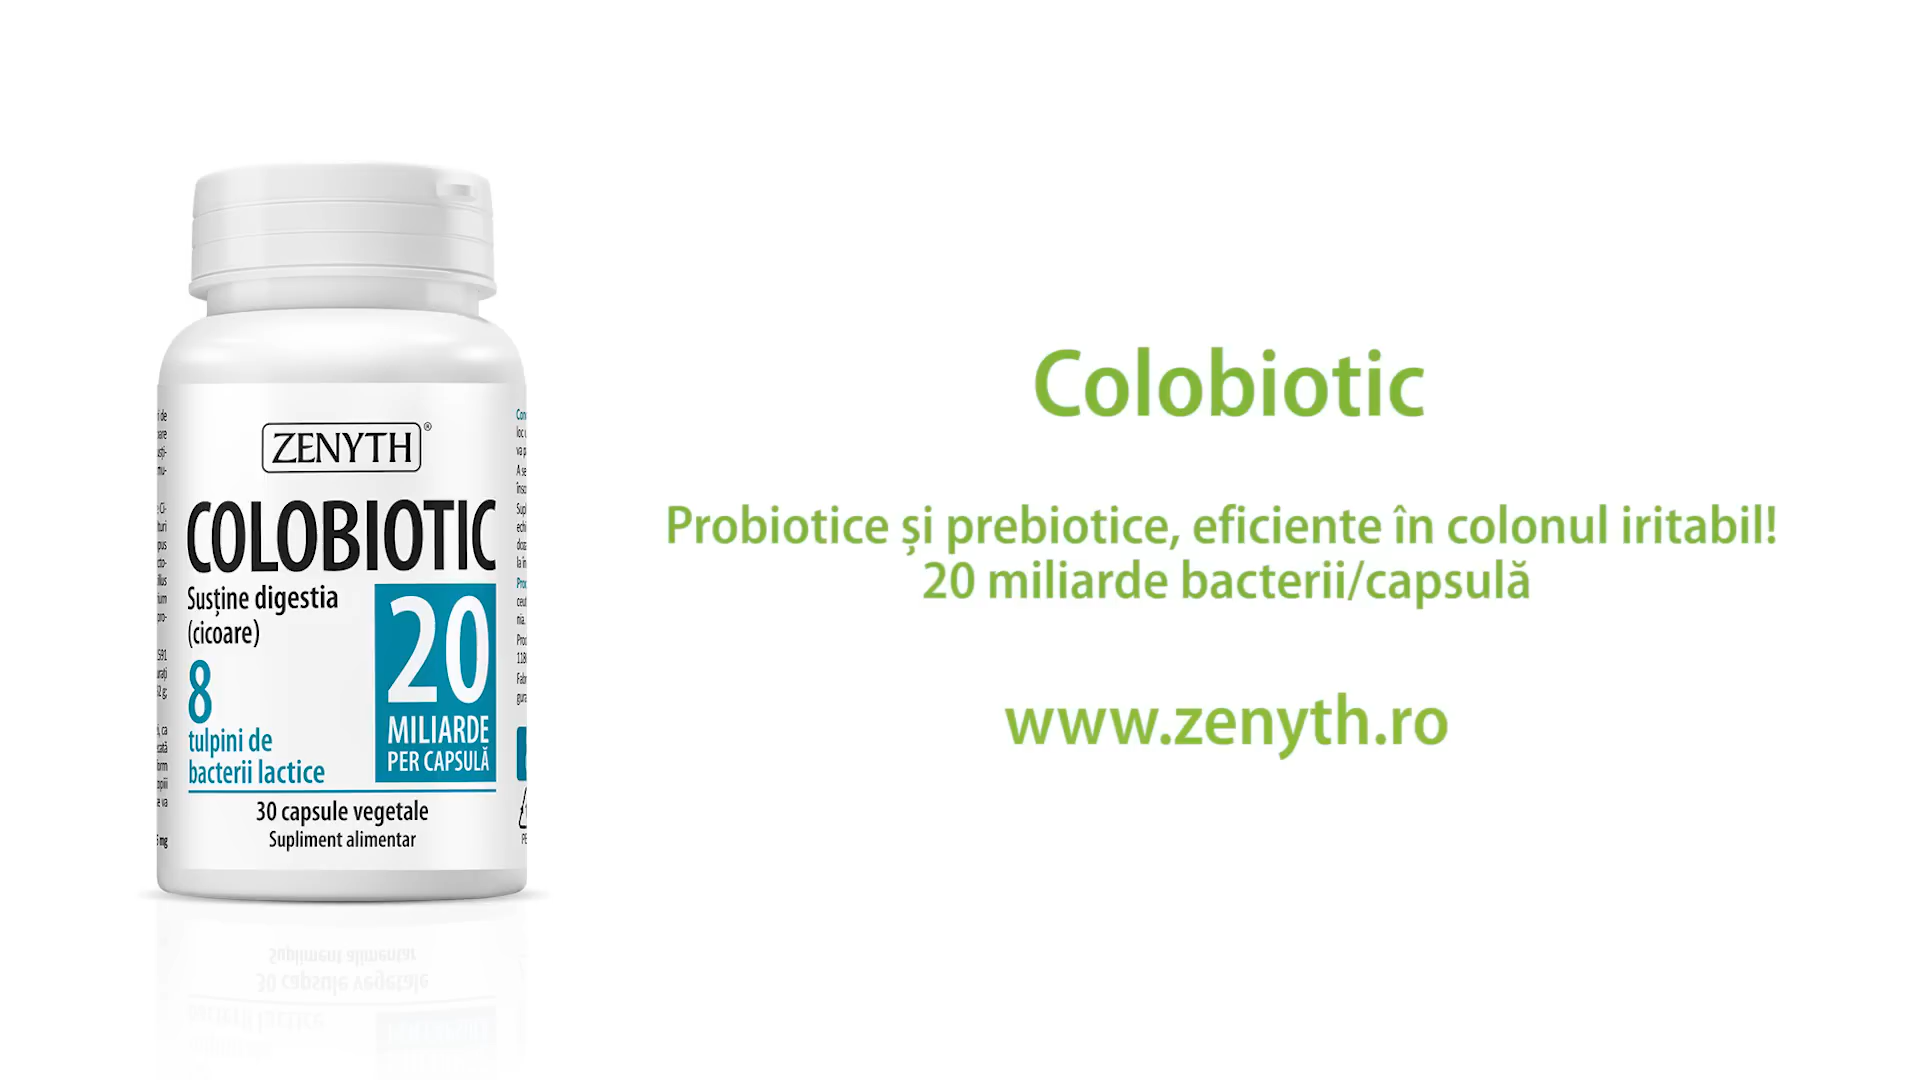 ZENYTH®
COLOBIOTIC
Susține digestia
(cicoare)
8
tulpini de
bacterii lactice
20
MILIARDE
PER CAPSULĂ
30 capsule vegetale
Supliment alimentar
Colobiotic
Probiotice și prebiotice, eficiente în colonul iritabil!
20 miliarde bacterii/capsulă
www.zenyth.ro